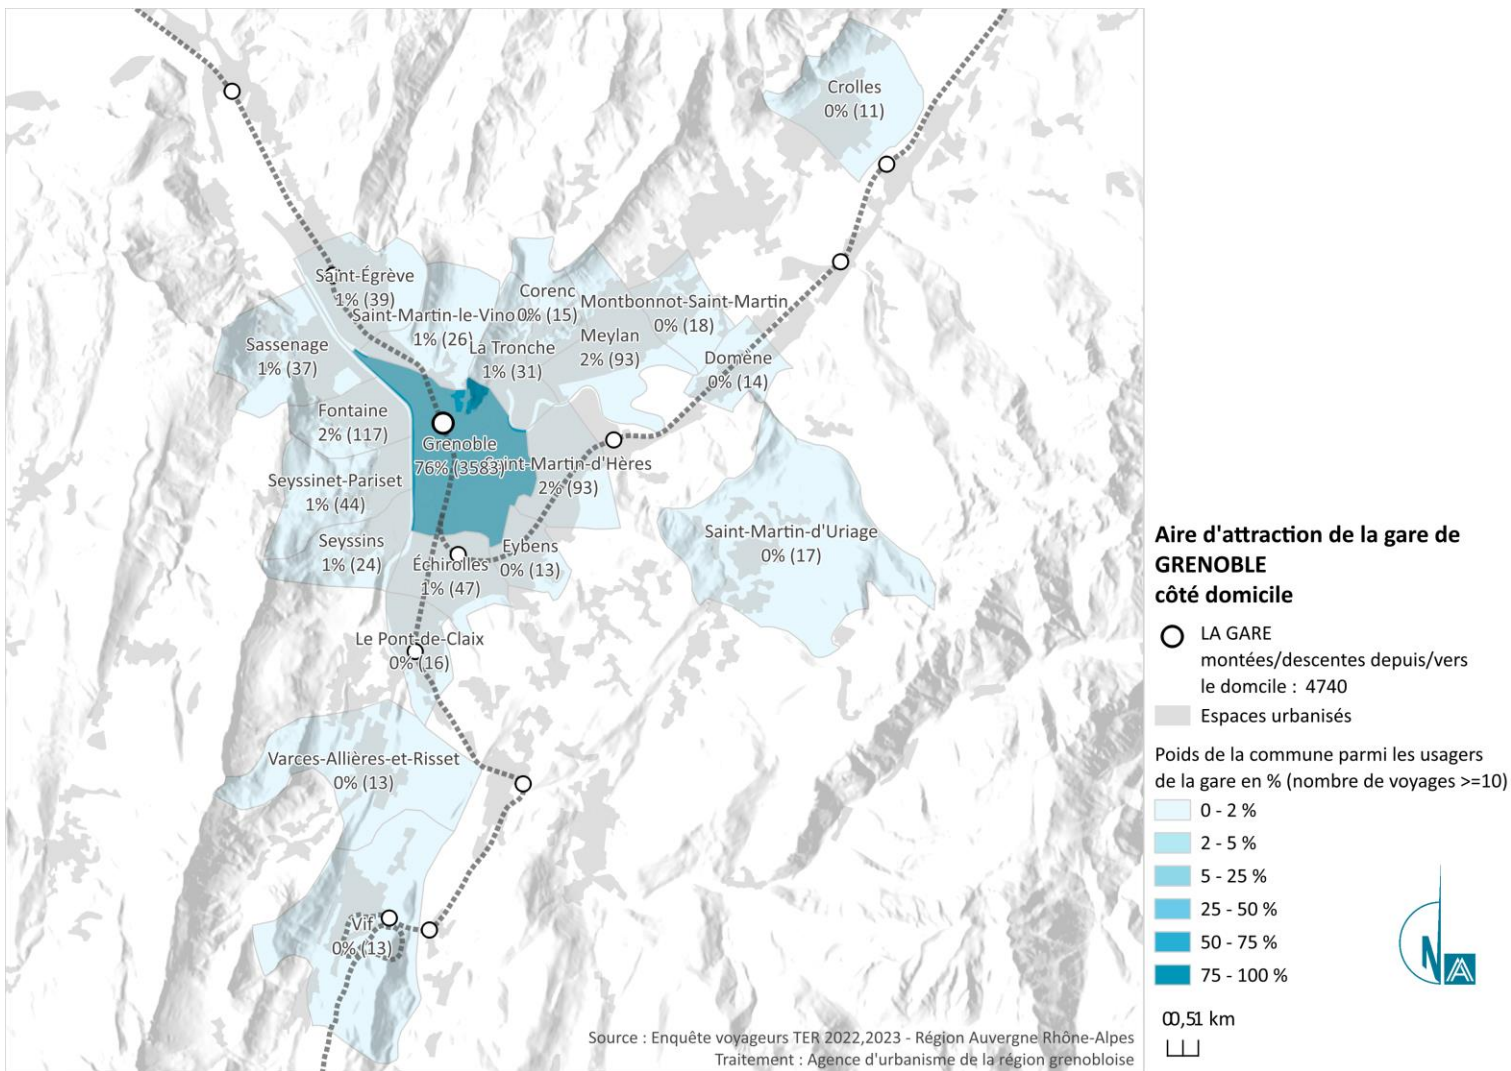 Crolles
0% (11)
Saint-Égrève
1% (39)
Saint-Martin-le-Vino
1% (26)
Corenc
0% (15)
Montbonnot-Saint-Martin
0% (18)
Sassenage
1% (37)
La Tronche
1% (31)
Meylan
2% (93)
Domène
0% (14)
Fontaine
2% (117)
Grenoble
76% (3583)
Saint-Martin-d'Hères
2% (93)
Seyssinet-Pariset
1% (44)
Seyssins
1% (24)
Échirolles
1% (47)
Eybens
0% (13)
Saint-Martin-d'Uriage
0% (17)
Le Pont-de-Claix
0% (16)
Varces-Allières-et-Risset
0% (13)
Vif
0% (13)
Source : Enquête voyageurs TER 2022,2023 - Région Auvergne Rhône-Alpes
Traitement : Agence d'urbanisme de la région grenobloise
Aire d'attraction de la gare de
GRENOBLE
côté domicile
LA GARE
montées/descentes depuis/vers
le domcile : 4740
Espaces urbanisés
Poids de la commune parmi les usagers
de la gare en % (nombre de voyages >=10)
0 - 2 %
2 - 5 %
5 - 25 %
25 - 50 %
50 - 75 %
75 - 100 %
N
00,51 km